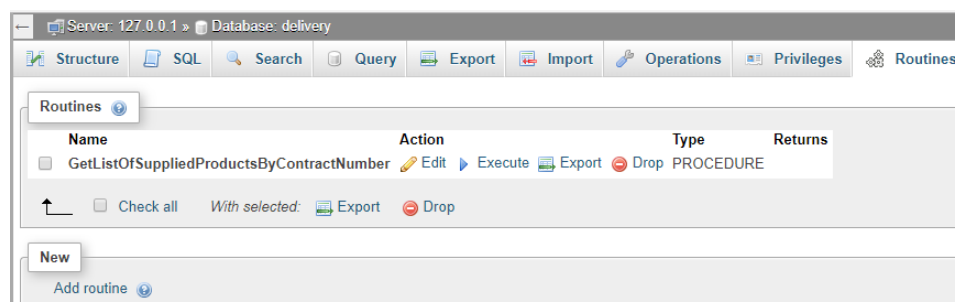 Server: 127.0.0.1 » Database: delivery
Structure SQL Search Query Export Import Operations Privileges Routines
Routines
Name Action Type Returns
GetListOfSuppliedProductsByContractNumber Edit Execute Export Drop PROCEDURE
Check all With selected: Export Drop
New
Add routine